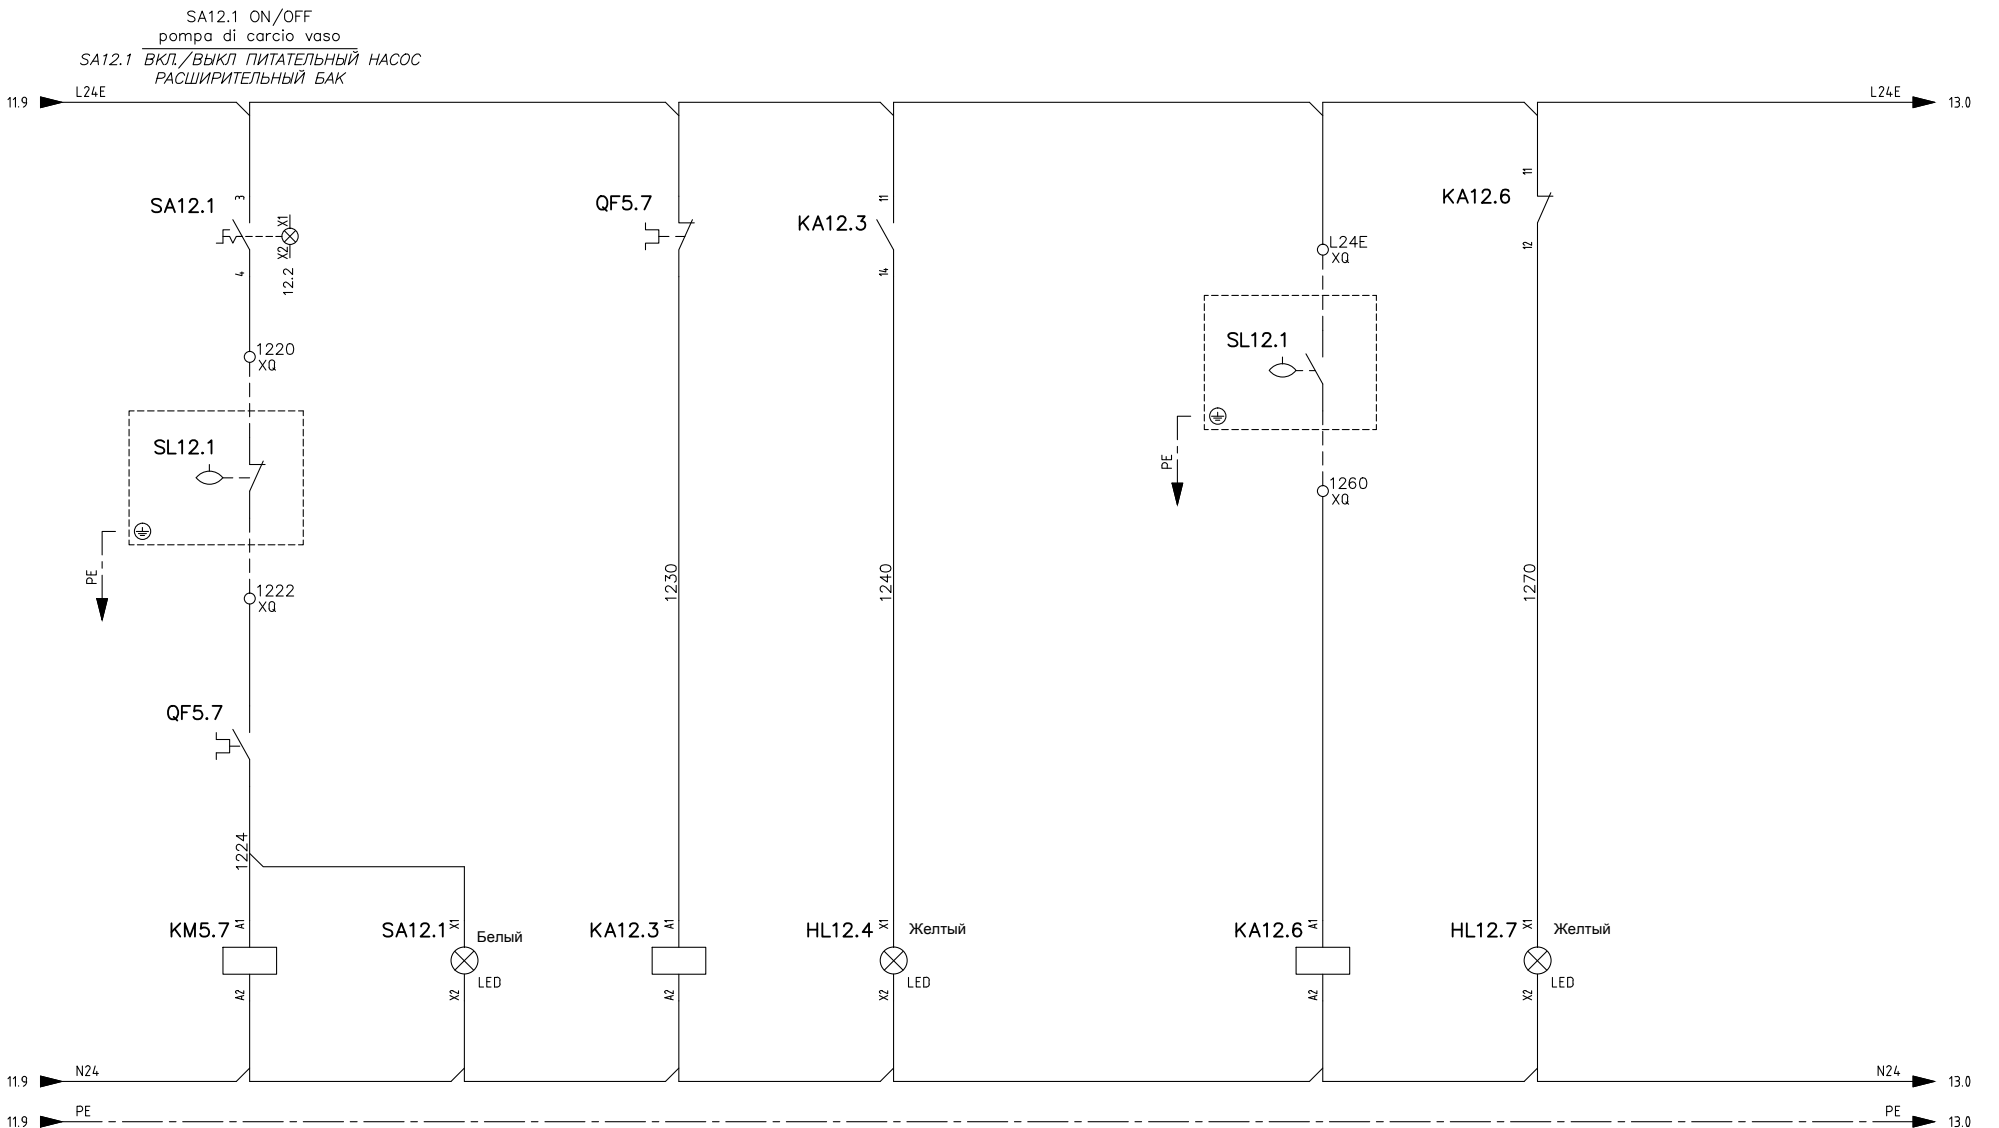 SA12.1 ON/OFF
pompa di carcio vaso
SA12.1 ВКЛ./ВЫКЛ ПИТАТЕЛЬНЫЙ НАСОС
РАСШИРИТЕЛЬНЫЙ БАК
11.9 L24E L24E 13.0
SA12.1 3 4 X1 X2 12.2
QF5.7
KA12.3 11 14
L24E
XQ
KA12.6 11 12
1220
XQ
SL12.1
PE
1222
XQ
SL12.1
PE
1260
XQ
1230
1240
1270
QF5.7
1224
KM5.7 A1 A2
SA12.1 X1 Белый
LED X2
KA12.3 A1 A2
HL12.4 X1 Желтый
LED X2
KA12.6 A1 A2
HL12.7 X1 Желтый
LED X2
11.9 N24 N24 13.0
11.9 PE PE 13.0